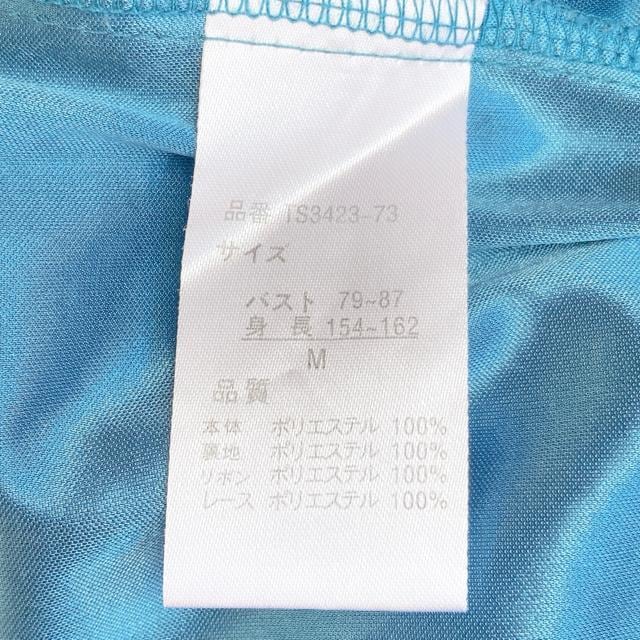 品番 TS3423-73
サイズ
バスト 79~87
身長 154~162
M
品質
本体 ポリエステル 100%
裏地 ポリエステル 100%
リボン ポリエステル 100%
レース ポリエステル 100%